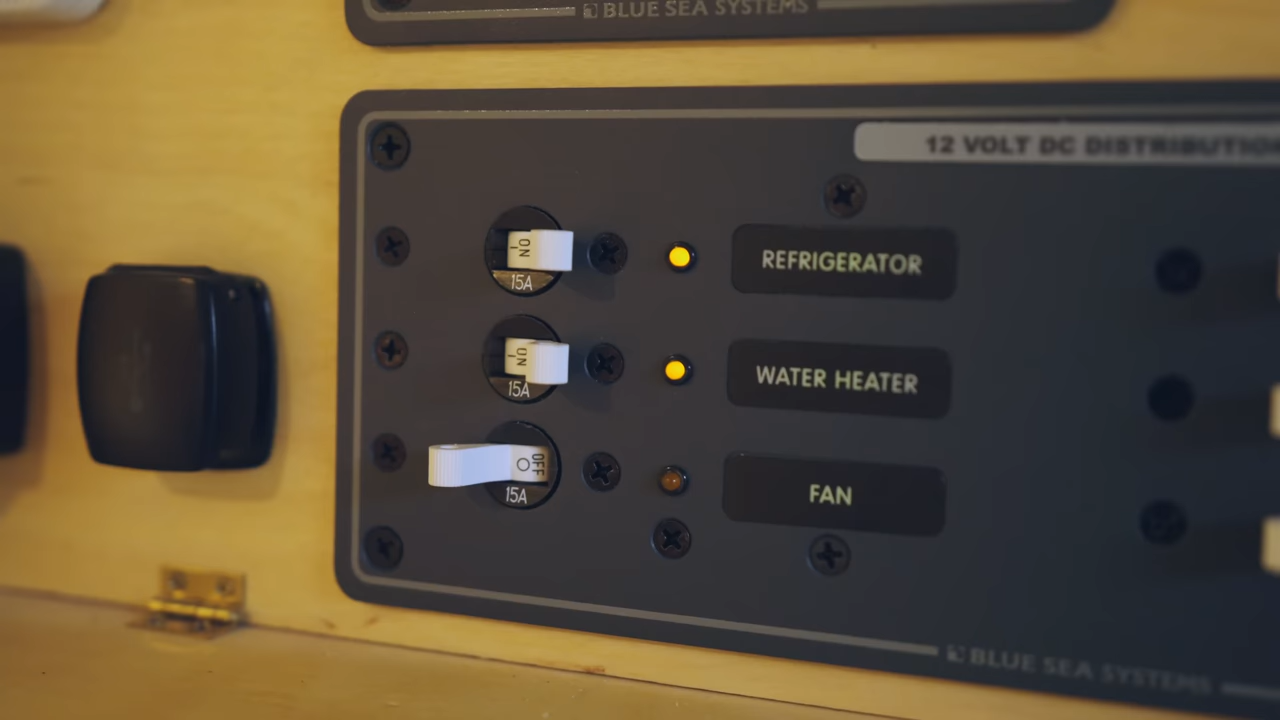 BLUE SEA SYSTEMS
12 VOLT DC DISTRIBUTION
ON
15A
REFRIGERATOR
ON
15A
WATER HEATER
OFF
15A
FAN
BLUE SEA SYSTEMS